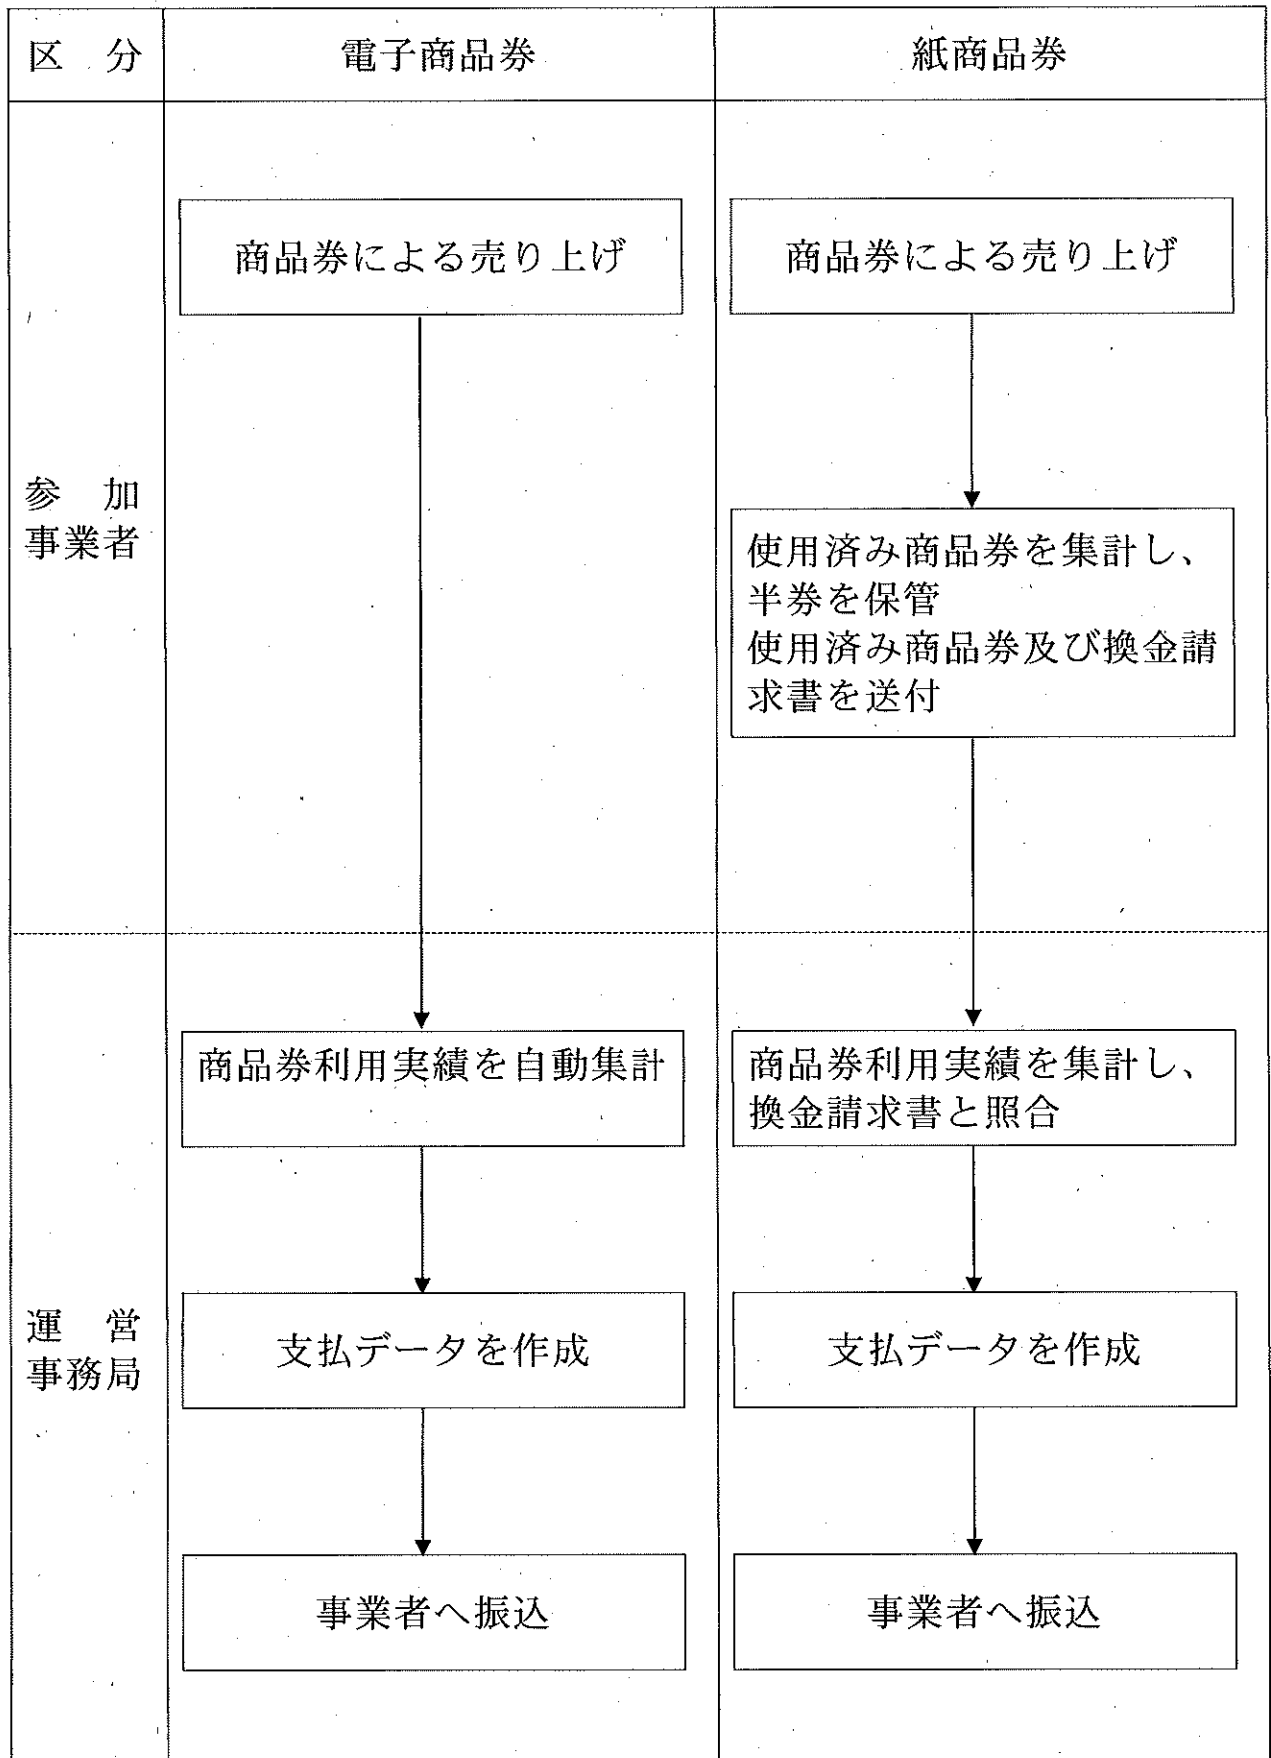 区 分
電子商品券
紙商品券
参 加
事業者
商品券による売り上げ
商品券による売り上げ
使用済み商品券を集計し、
半券を保管
使用済み商品券及び換金請
求書を送付
運 営
事務局
商品券利用実績を自動集計
商品券利用実績を集計し、
換金請求書と照合
支払データを作成
支払データを作成
事業者へ振込
事業者へ振込